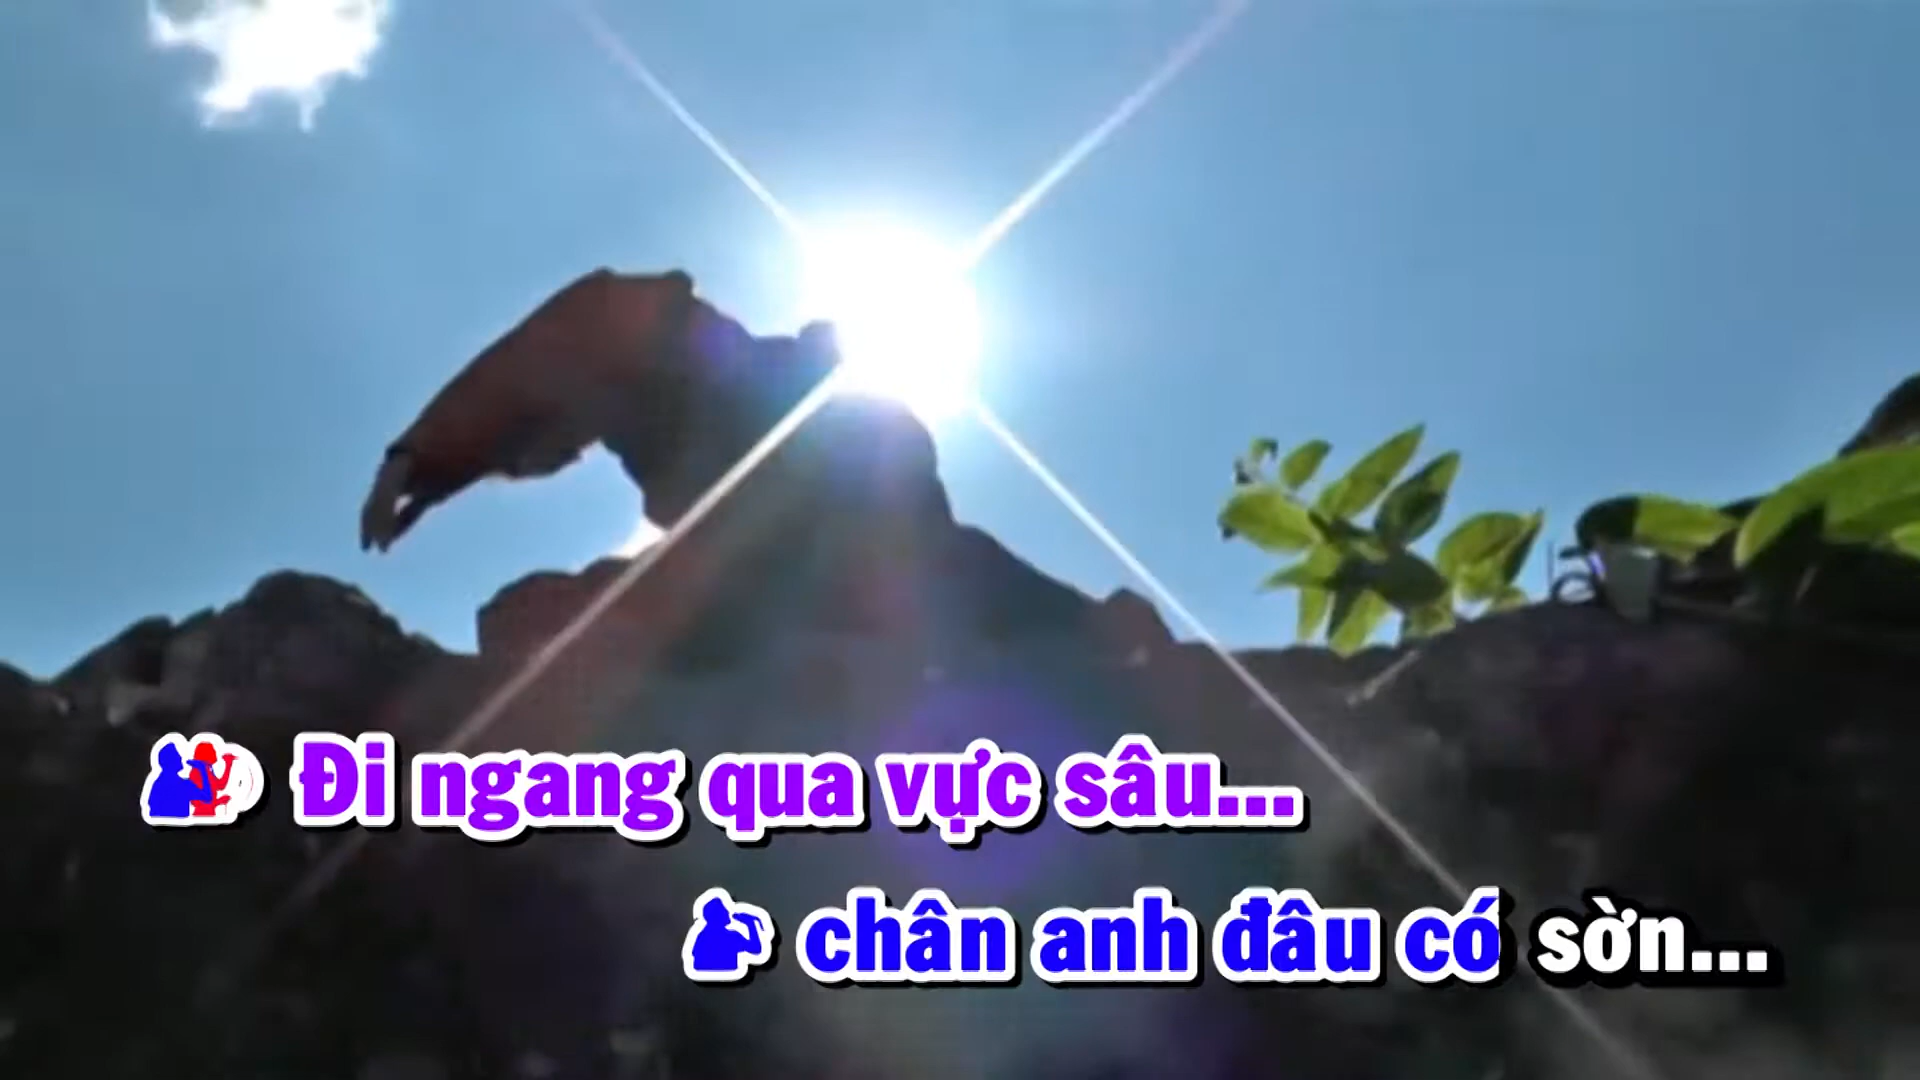 Đi ngang qua vực sâu...
chân anh đâu có sờn...